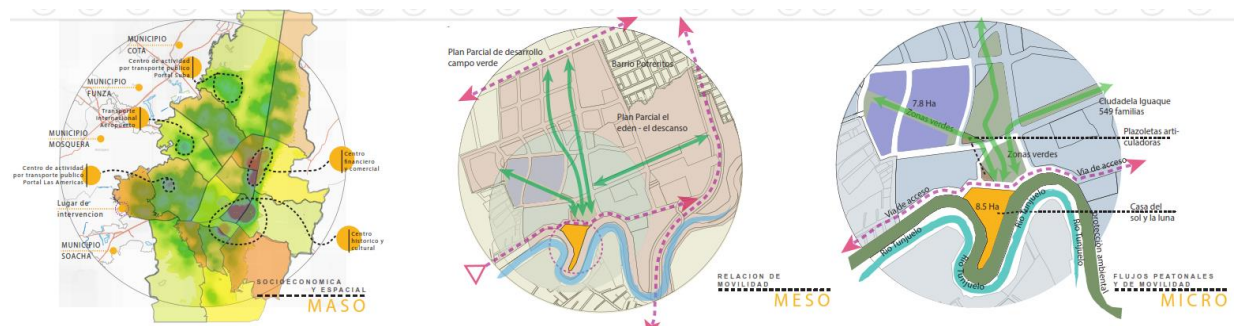 MUNICIPIO
COTA
Centro de actividad
por transporte publico
Portal Suba
MUNICIPIO
FUNZA
Transporte
internacional
Aeropuerto
MUNICIPIO
MOSQUERA
Centro de actividad
por transporte publico
Portal Las Americas
Lugar de
intervencion
MUNICIPIO
SOACHA
Centro
financiero
y comercial
Centro
historico y
cultural
SOCIOECONOMICA
Y ESPACIAL
MASO
Plan Parcial de desarrollo
campo verde
Barrio Potreritos
Plan Parcial el
eden - el descanso
RELACION DE
MOVILIDAD
MESO
7.8 Ha
Zonas verdes
Ciudadela Iguaque
549 familias
Plazoletas arti-
culadoras
Zonas verdes
Via de acceso
Via de acceso
8.5 Ha
Casa del
sol y la luna
Rio Tunjuelo
Rio Tunjuelo
Rio Tunjuelo
Rio Tunjuelo
Protección ambiental
FLUJOS PEATONALES
Y DE MOVILIDAD
MICRO